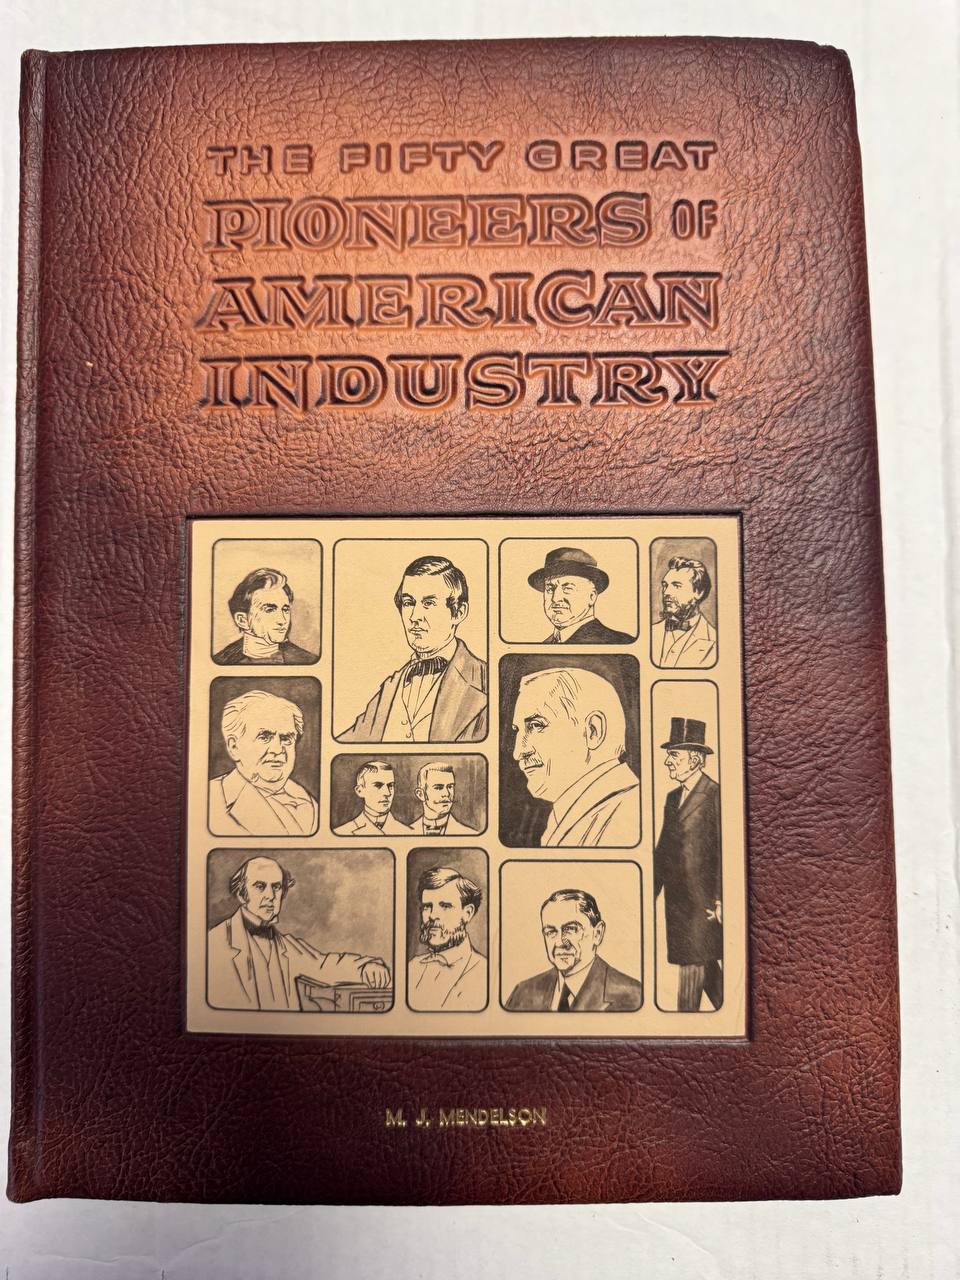 THE FIFTY GREAT
PIONEERS OF
AMERICAN
INDUSTRY
M. J. MENDELSON